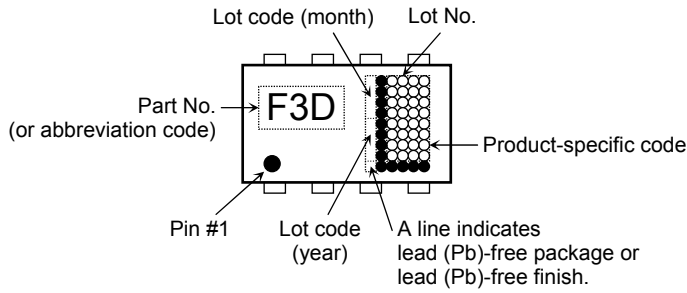 Lot code (month)
Lot No.
Part No.
(or abbreviation code)
F3D
Product-specific code
Pin #1
Lot code
(year)
A line indicates
lead (Pb)-free package or
lead (Pb)-free finish.